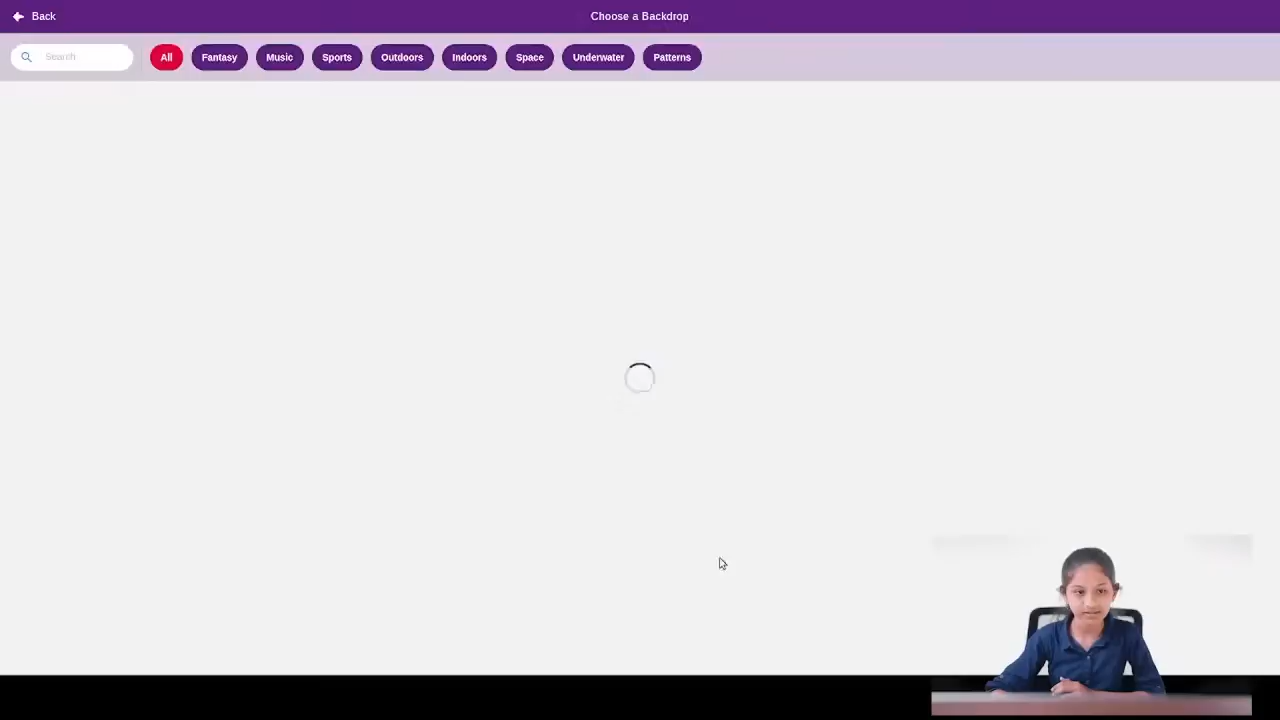 Back
Choose a Backdrop
Search
All
Fantasy
Music
Sports
Outdoors
Indoors
Space
Underwater
Patterns